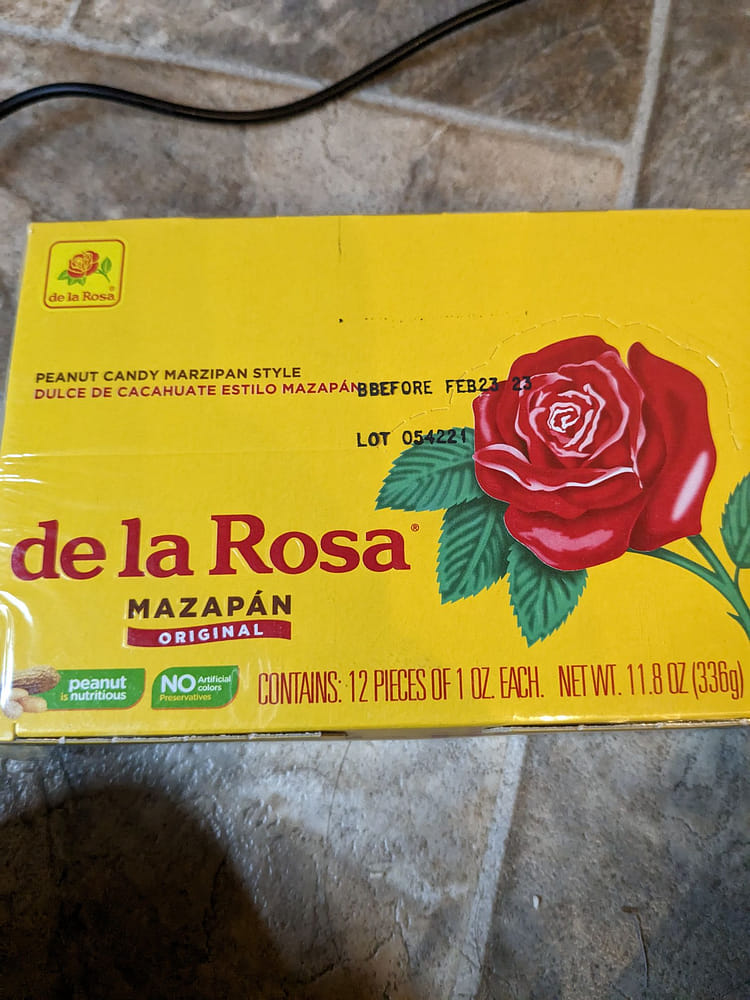 de la Rosa®
PEANUT CANDY MARZIPAN STYLE
DULCE DE CACAHUATE ESTILO MAZAPÁN
BBEFORE FEB23 23
LOT 054221
de la Rosa®
MAZAPÁN
ORIGINAL
peanut
is nutritious
NO Artificial
colors
Preservatives
CONTAINS: 12 PIECES OF 1 OZ. EACH. NET WT. 11.8 OZ (336g)